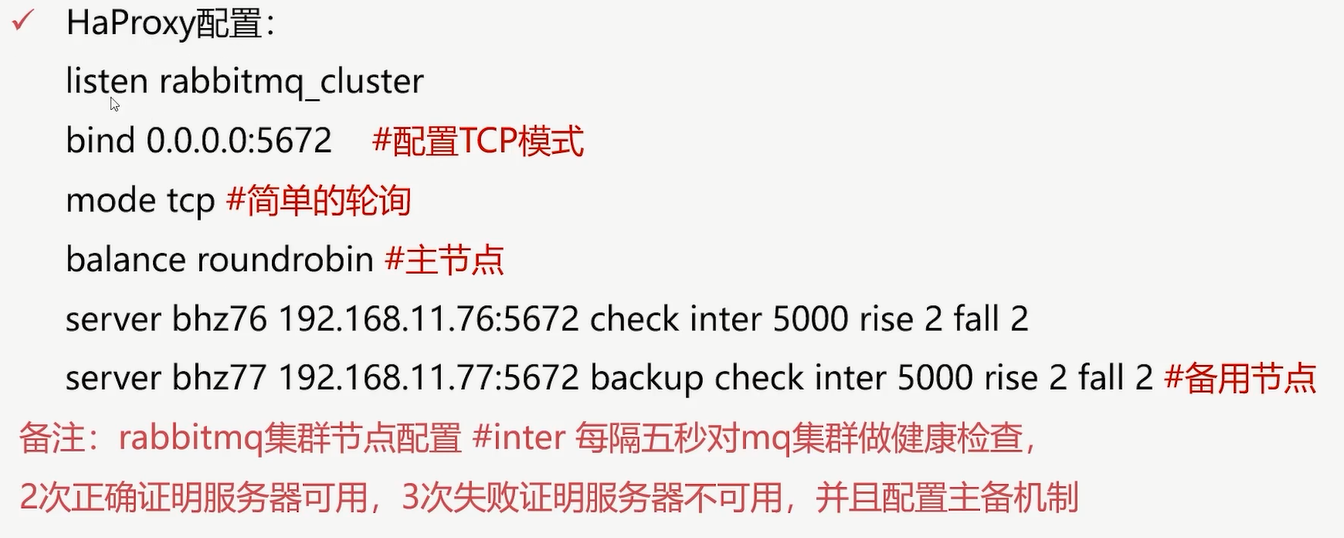 ✓ HaProxy配置：
listen rabbitmq_cluster
bind 0.0.0.0:5672 #配置TCP模式
mode tcp #简单的轮询
balance roundrobin #主节点
server bhz76 192.168.11.76:5672 check inter 5000 rise 2 fall 2
server bhz77 192.168.11.77:5672 backup check inter 5000 rise 2 fall 2 #备用节点
备注：rabbitmq集群节点配置 #inter 每隔五秒对mq集群做健康检查，
2次正确证明服务器可用，3次失败证明服务器不可用，并且配置主备机制